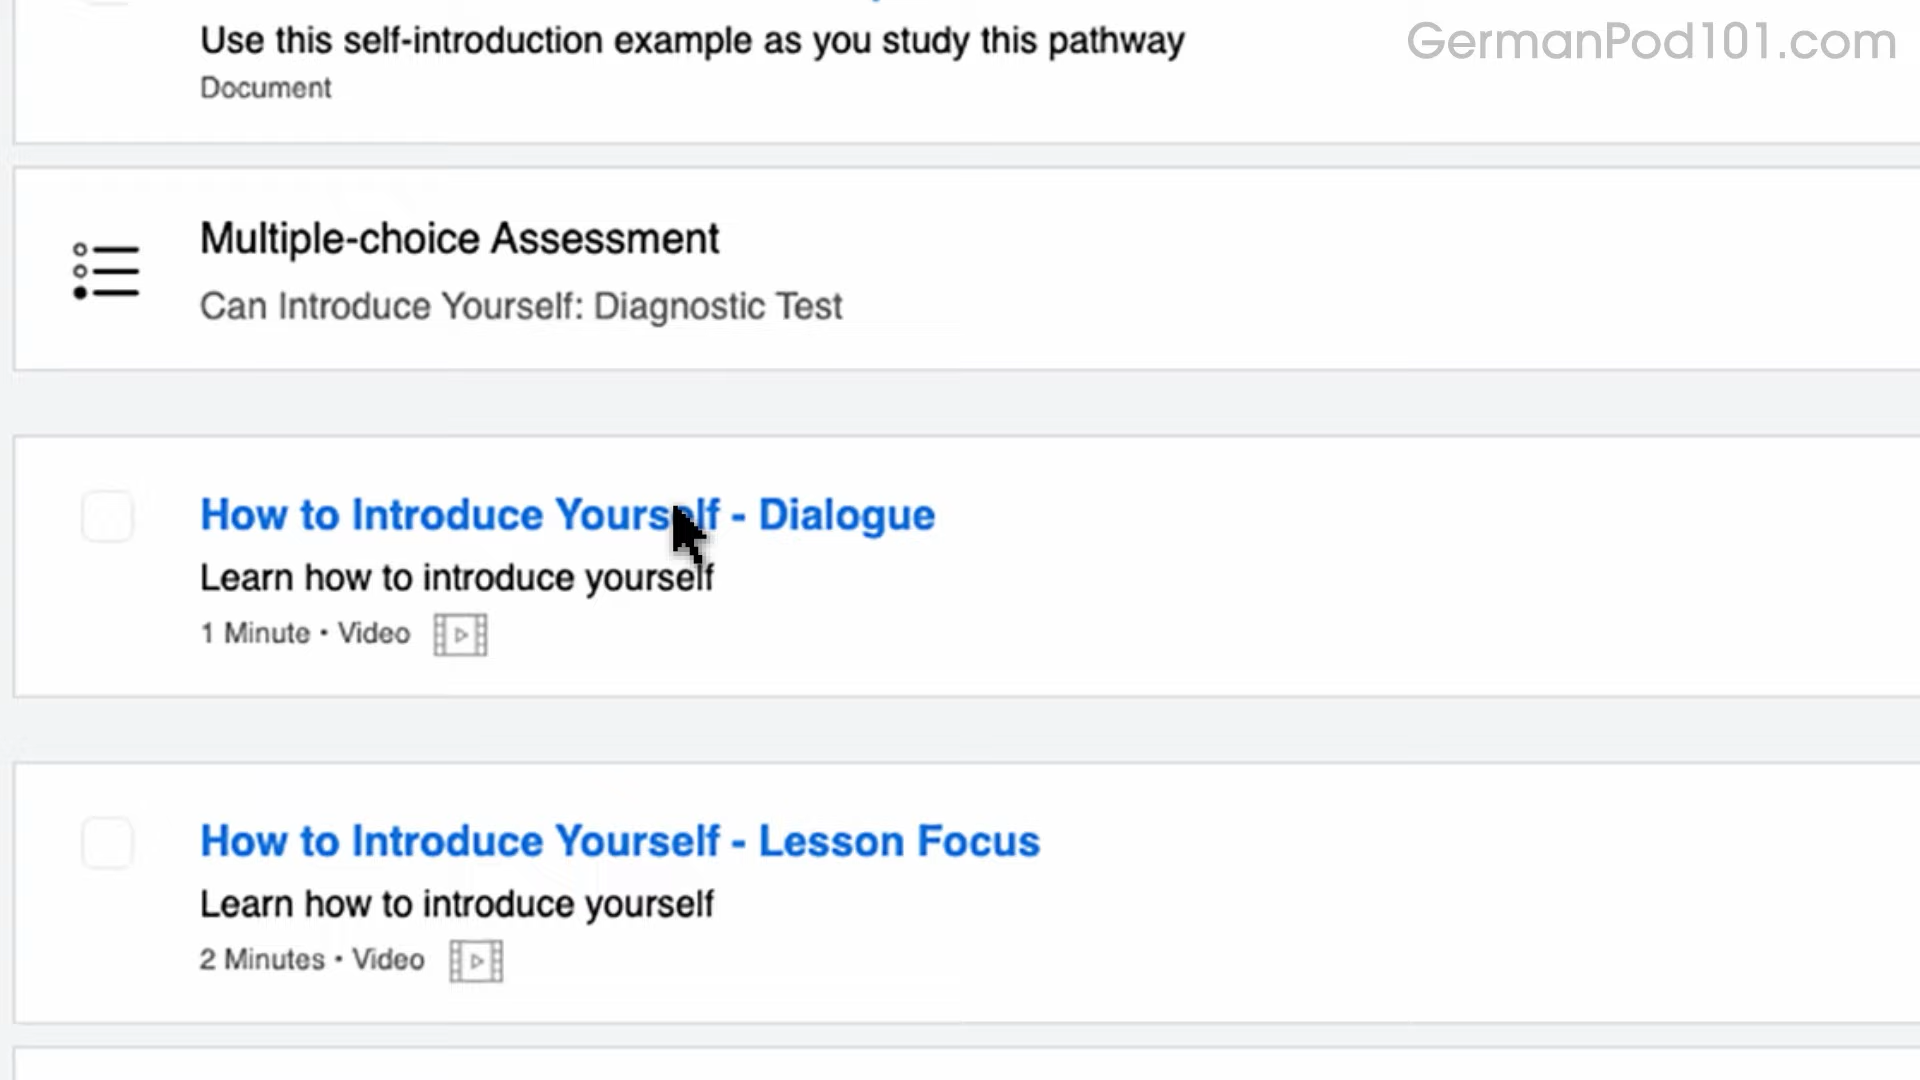 GermanPod101.com
Use this self-introduction example as you study this pathway
Document
Multiple-choice Assessment
Can Introduce Yourself: Diagnostic Test
How to Introduce Yourself - Dialogue
Learn how to introduce yourself
1 Minute • Video
How to Introduce Yourself - Lesson Focus
Learn how to introduce yourself
2 Minutes • Video